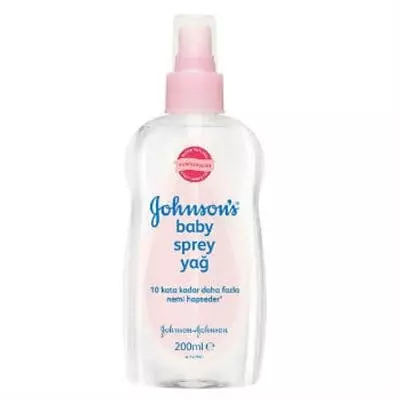 Johnson's
baby
sprey
yağ
10 kata kadar daha fazla
nemi hapseder*
Johnson & Johnson
200ml ℮